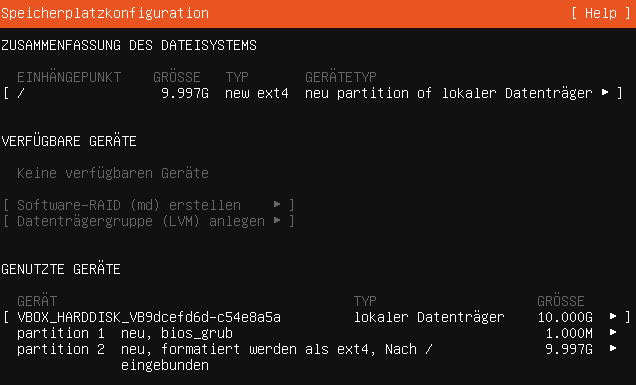 Speicherplatzkonfiguration [ Help ]
ZUSAMMENFASSUNG DES DATEISYSTEMS
EINHÄNGEPUNKT GRÖSSE TYP GERÄTETYP
[ / 9.997G new ext4 neu partition of lokaler Datenträger ▸ ]
VERFÜGBARE GERÄTE
Keine verfügbaren Geräte
[ Software-RAID (md) erstellen ▸ ]
[ Datenträgergruppe (LVM) anlegen ▸ ]
GENUTZTE GERÄTE
GERÄT TYP GRÖSSE
[ VBOX_HARDDISK_VB9dcefd6d-c54e8a5a lokaler Datenträger 10.000G ▸ ]
partition 1 neu, bios_grub 1.000M ▸
partition 2 neu, formatiert werden als ext4, Nach / 9.997G ▸
eingebunden